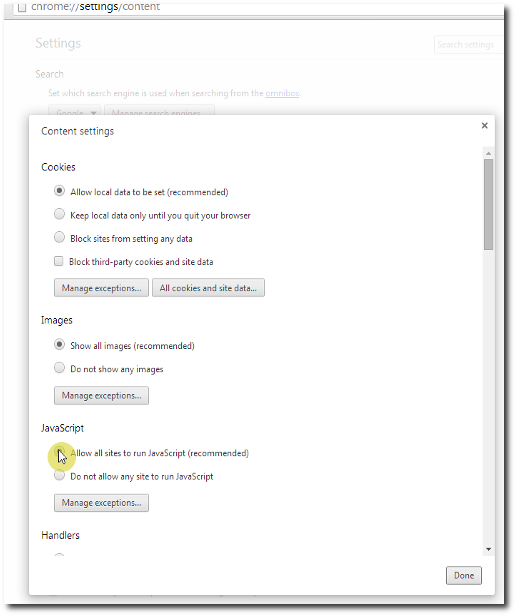 chrome://settings/content
Settings
Search settings
Search
Set which search engine is used when searching from the omnibox.
Google Manage search engines...
Content settings
Cookies
Allow local data to be set (recommended)
Keep local data only until you quit your browser
Block sites from setting any data
Block third-party cookies and site data
Manage exceptions... All cookies and site data...
Images
Show all images (recommended)
Do not show any images
Manage exceptions...
JavaScript
Allow all sites to run JavaScript (recommended)
Do not allow any site to run JavaScript
Manage exceptions...
Handlers
Done